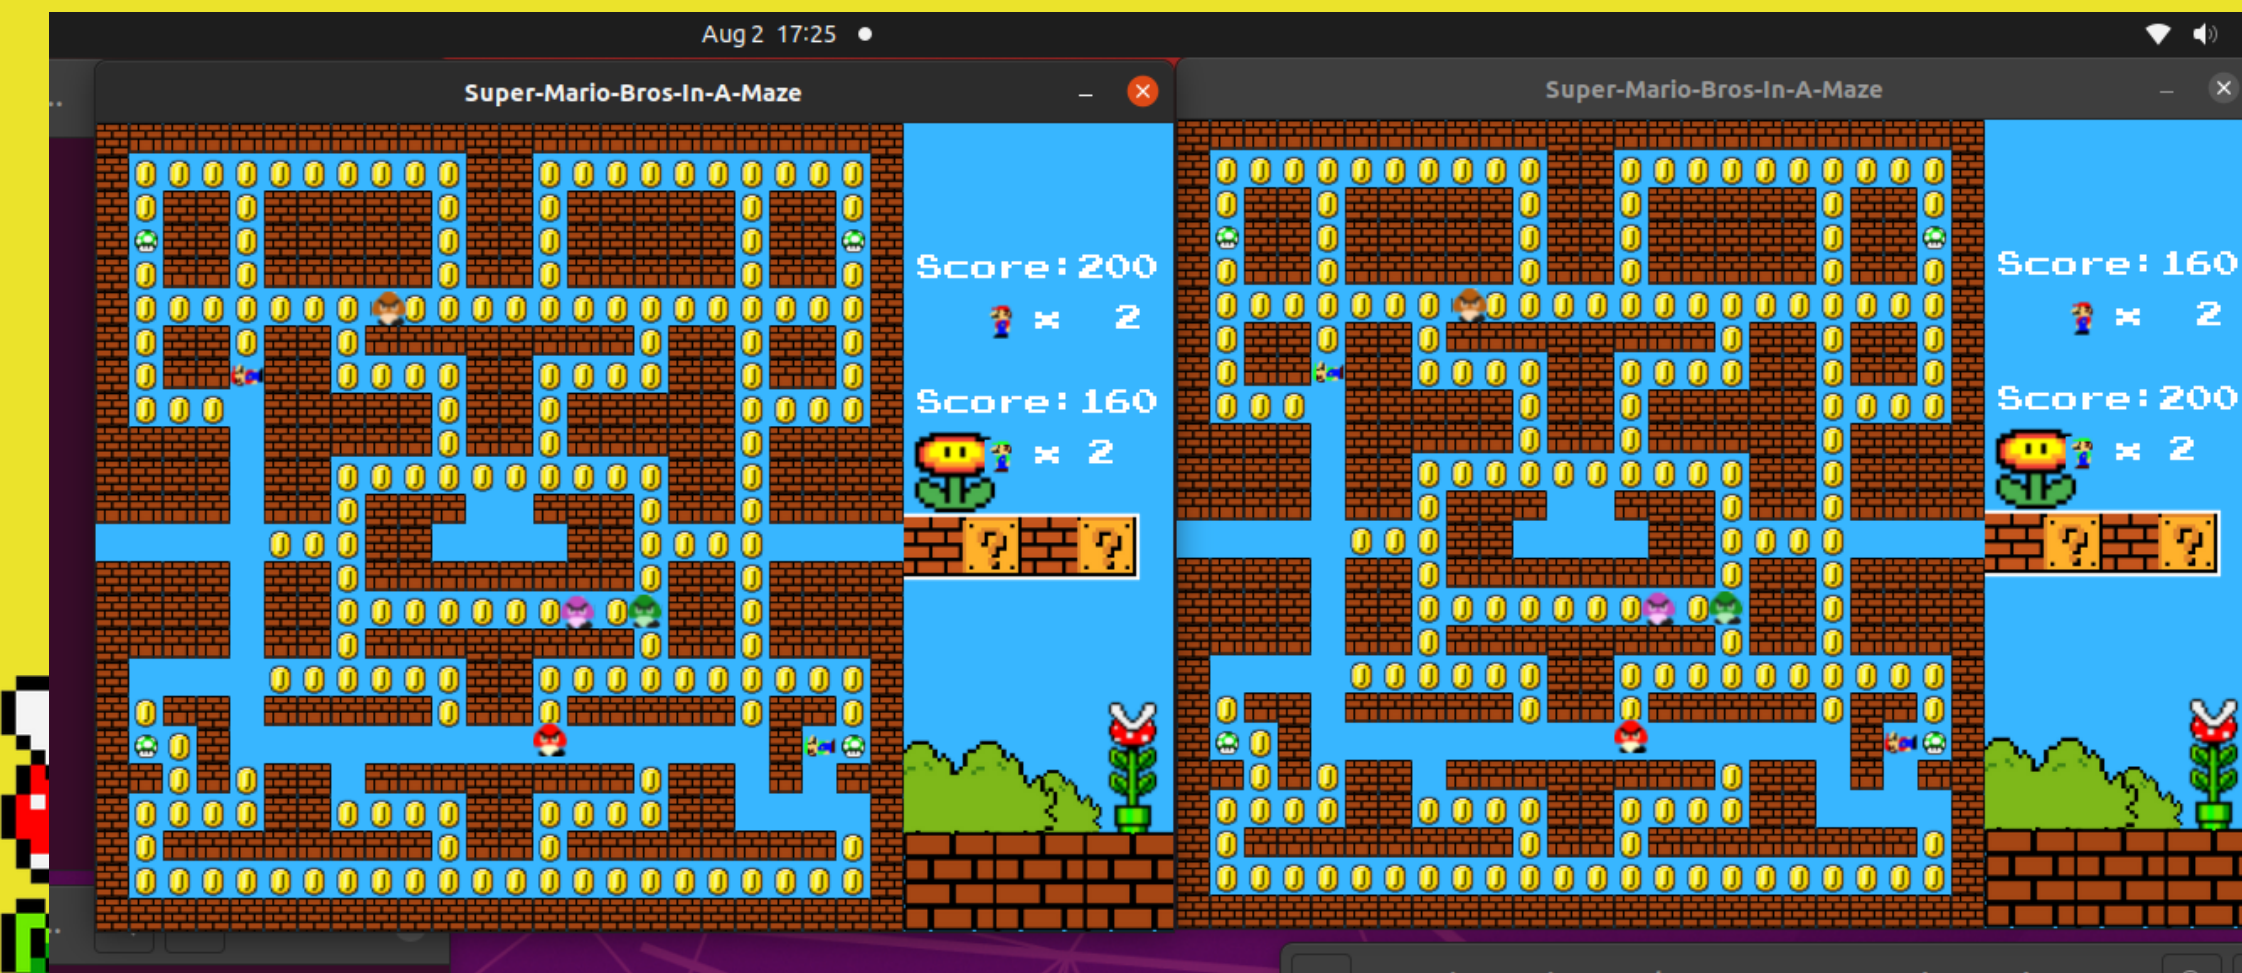 Aug 2 17:25
Super-Mario-Bros-In-A-Maze
Score:200
x 2
Score:160
x 2
? ?
Super-Mario-Bros-In-A-Maze
Score:160
x 2
Score:200
x 2
? ?